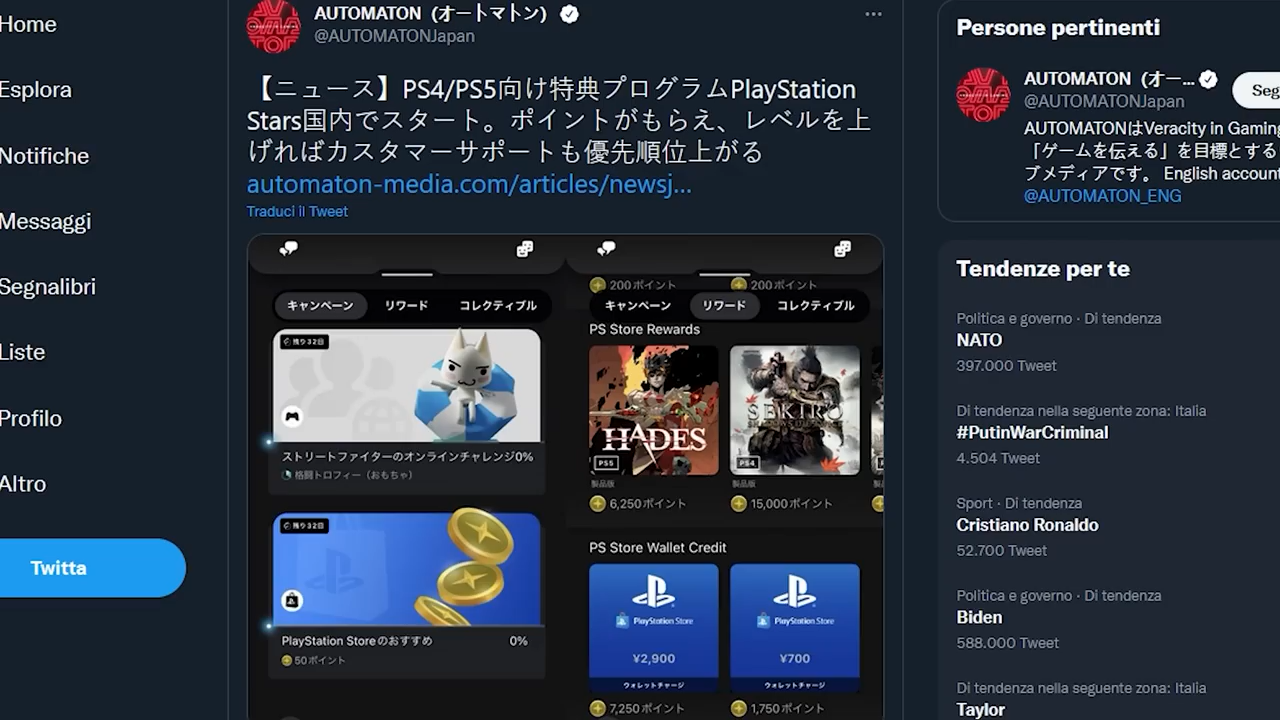 Home
Esplora
Notifiche
Messaggi
Segnalibri
Liste
Profilo
Altro
Twitta
AUTOMATON（オートマトン）
@AUTOMATONJapan
【ニュース】PS4/PS5向け特典プログラムPlayStation
Stars国内でスタート。ポイントがもらえ、レベルを上
げればカスタマーサポートも優先順位上がる
automaton-media.com/articles/newsj…
Traduci il Tweet
キャンペーン リワード コレクティブル
残り32日
ストリートファイターのオンラインチャレンジ0%
格闘トロフィー（おもちゃ）
残り32日
PlayStation Storeのおすすめ 0%
50ポイント
200ポイント 200ポイント
キャンペーン リワード コレクティブル
PS Store Rewards
HADES SEKIRO
PS5 PS4
製品版 製品版
6,250ポイント 15,000ポイント
PS Store Wallet Credit
PlayStation Store PlayStation Store
¥2,900 ¥700
ウォレットチャージ ウォレットチャージ
7,250ポイント 1,750ポイント
Persone pertinenti
AUTOMATON（オー...
@AUTOMATONJapan
Seg
AUTOMATONはVeracity in Gaming
「ゲームを伝える」を目標とする
ブメディアです。 English account
@AUTOMATON_ENG
Tendenze per te
Politica e governo · Di tendenza
NATO
397.000 Tweet
Di tendenza nella seguente zona: Italia
#PutinWarCriminal
4.504 Tweet
Sport · Di tendenza
Cristiano Ronaldo
52.700 Tweet
Politica e governo · Di tendenza
Biden
588.000 Tweet
Di tendenza nella seguente zona: Italia
Taylor